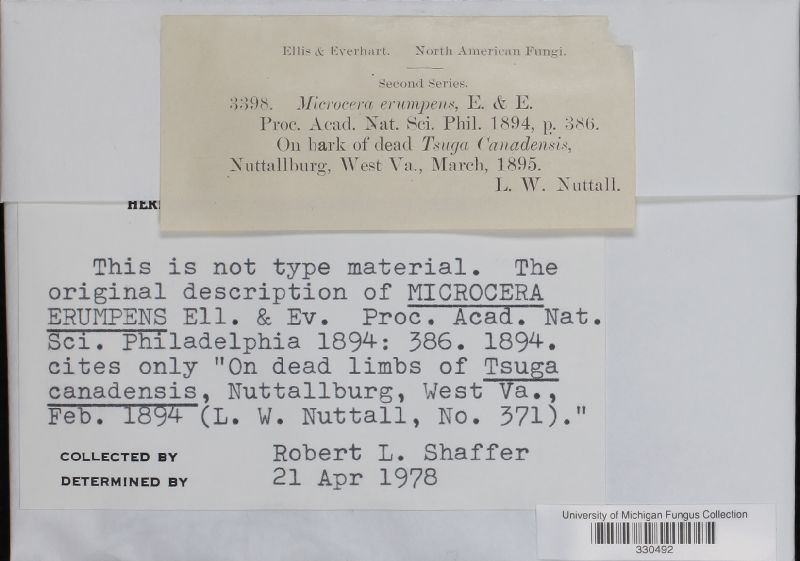 Ellis & Everhart. North American Fungi.
Second Series.
3398. Microcera erumpens, E. & E.
Proc. Acad. Nat. Sci. Phil. 1894, p. 386.
On bark of dead Tsuga Canadensis,
Nuttallburg, West Va., March, 1895.
L. W. Nuttall.
This is not type material. The
original description of MICROCERA
ERUMPENS Ell. & Ev. Proc. Acad. Nat.
Sci. Philadelphia 1894: 386. 1894.
cites only "On dead limbs of Tsuga
canadensis, Nuttallburg, West Va.,
Feb. 1894 (L. W. Nuttall, No. 371)."
COLLECTED BY Robert L. Shaffer
DETERMINED BY 21 Apr 1978
University of Michigan Fungus Collection
330492